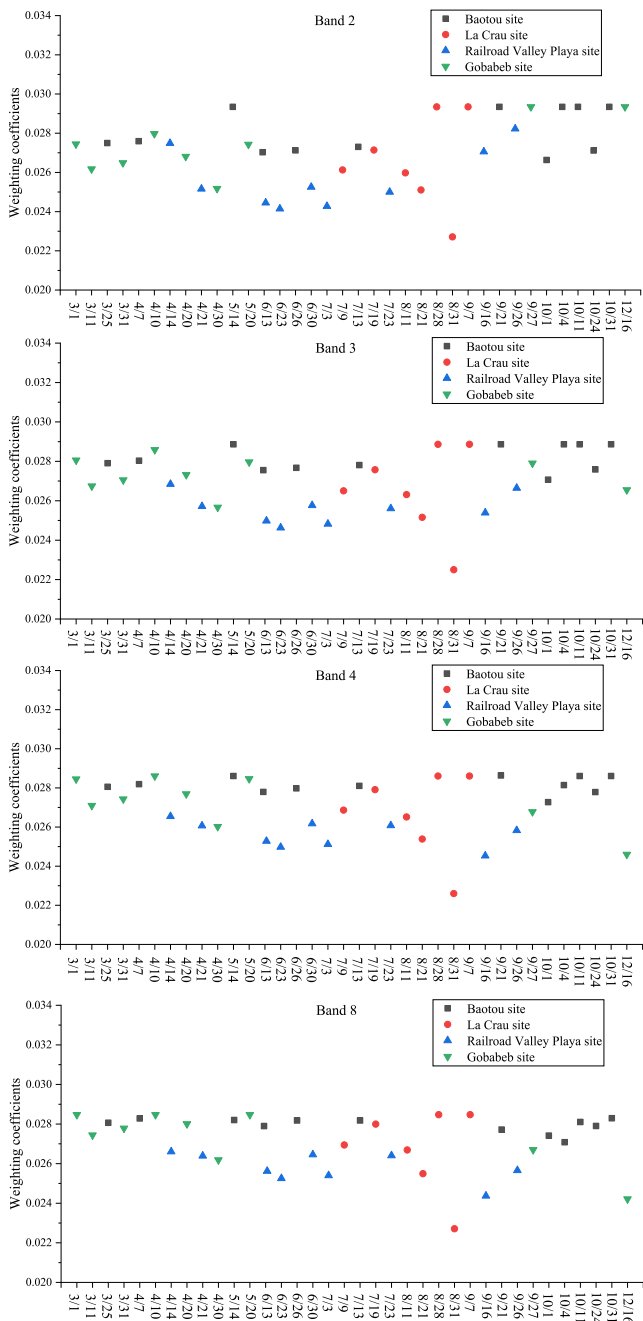 Band 2
Baotou site
La Crau site
Railroad Valley Playa site
Gobabeb site
Weighting coefficients
0.034
0.032
0.030
0.028
0.026
0.024
0.022
0.020
3/1 3/11 3/25 3/31 4/7 4/10 4/14 4/20 4/21 4/30 5/14 5/20 6/13 6/23 6/26 6/30 7/3 7/9 7/13 7/19 7/23 8/11 8/21 8/28 8/31 9/7 9/16 9/21 9/26 9/27 10/1 10/4 10/11 10/24 10/31 12/16
Band 3
Baotou site
La Crau site
Railroad Valley Playa site
Gobabeb site
Weighting coefficients
0.034
0.032
0.030
0.028
0.026
0.024
0.022
0.020
3/1 3/11 3/25 3/31 4/7 4/10 4/14 4/20 4/21 4/30 5/14 5/20 6/13 6/23 6/26 6/30 7/3 7/9 7/13 7/19 7/23 8/11 8/21 8/28 8/31 9/7 9/16 9/21 9/26 9/27 10/1 10/4 10/11 10/24 10/31 12/16
Band 4
Baotou site
La Crau site
Railroad Valley Playa site
Gobabeb site
Weighting coefficients
0.034
0.032
0.030
0.028
0.026
0.024
0.022
0.020
3/1 3/11 3/25 3/31 4/7 4/10 4/14 4/20 4/21 4/30 5/14 5/20 6/13 6/23 6/26 6/30 7/3 7/9 7/13 7/19 7/23 8/11 8/21 8/28 8/31 9/7 9/16 9/21 9/26 9/27 10/1 10/4 10/11 10/24 10/31 12/16
Band 8
Baotou site
La Crau site
Railroad Valley Playa site
Gobabeb site
Weighting coefficients
0.034
0.032
0.030
0.028
0.026
0.024
0.022
0.020
3/1 3/11 3/25 3/31 4/7 4/10 4/14 4/20 4/21 4/30 5/14 5/20 6/13 6/23 6/26 6/30 7/3 7/9 7/13 7/19 7/23 8/11 8/21 8/28 8/31 9/7 9/16 9/21 9/26 9/27 10/1 10/4 10/11 10/24 10/31 12/16